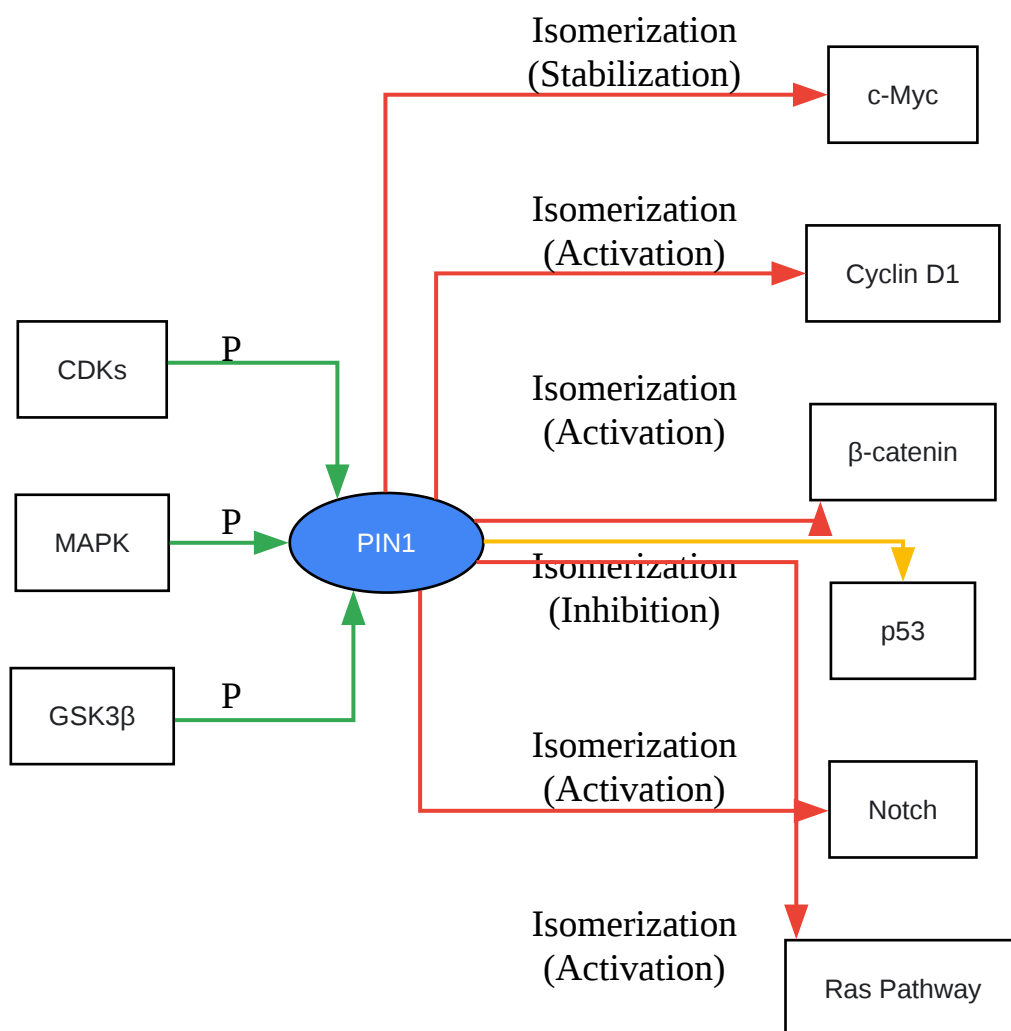 Isomerization
(Stabilization)
c-Myc
Isomerization
(Activation)
Cyclin D1
CDKs
P
Isomerization
(Activation)
β-catenin
MAPK
P
PIN1
Isomerization
(Inhibition)
p53
GSK3β
P
Isomerization
(Activation)
Notch
Isomerization
(Activation)
Ras Pathway